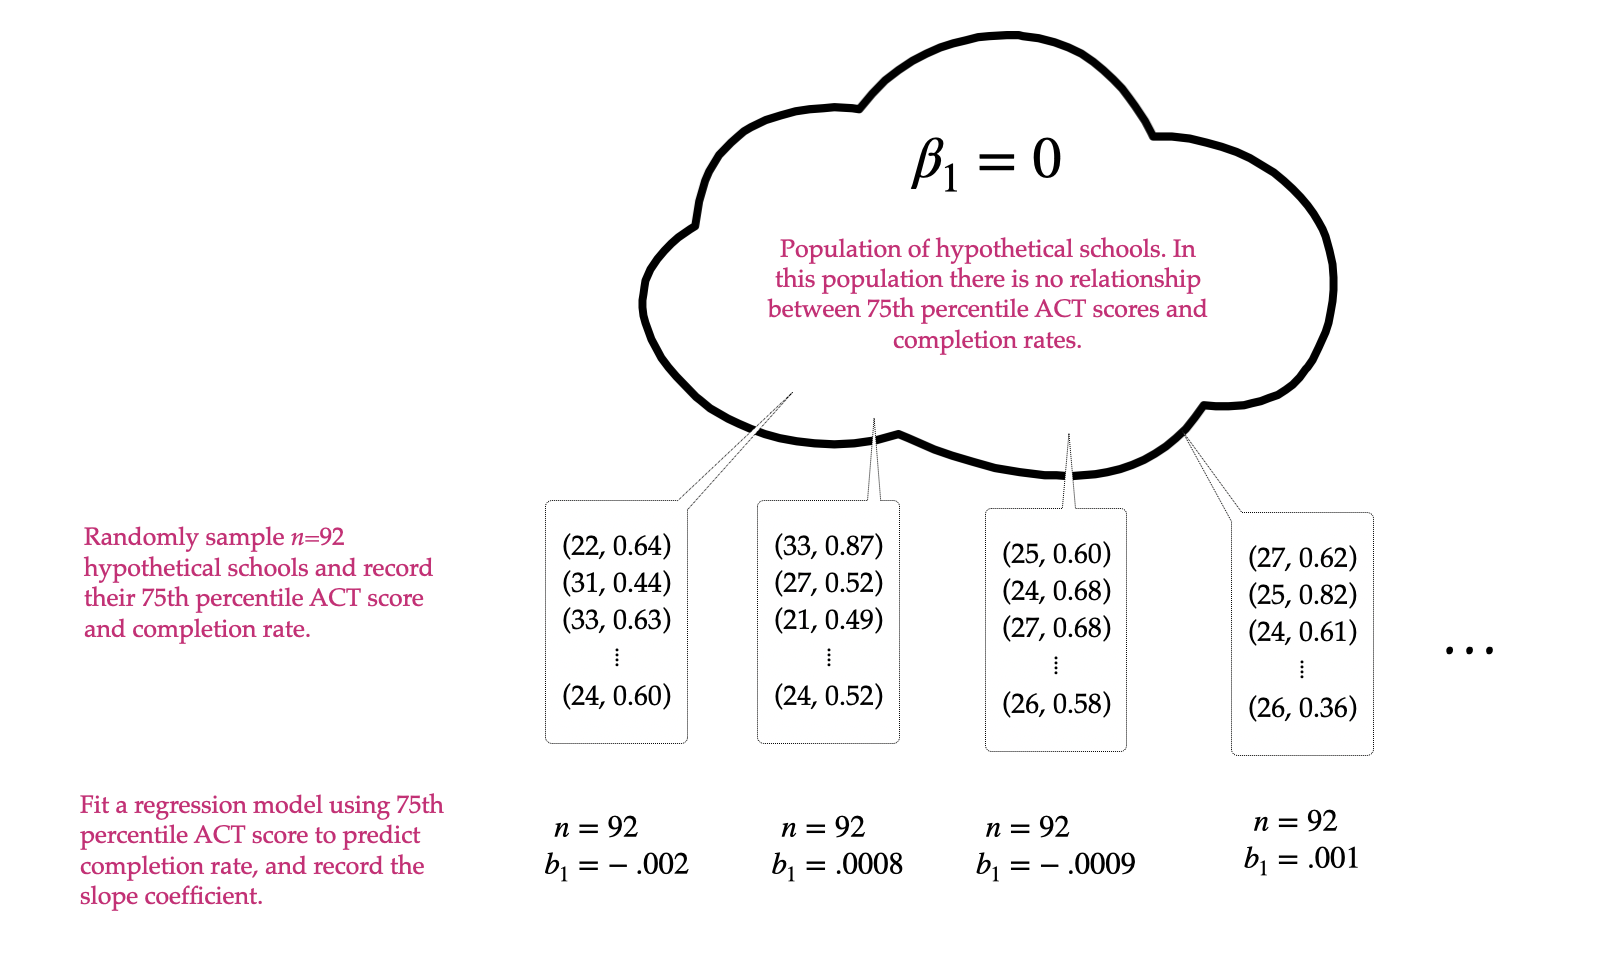 β₁ = 0
Population of hypothetical schools. In
this population there is no relationship
between 75th percentile ACT scores and
completion rates.
Randomly sample n=92
hypothetical schools and record
their 75th percentile ACT score
and completion rate.
(22, 0.64)
(31, 0.44)
(33, 0.63)
⁞
(24, 0.60)
(33, 0.87)
(27, 0.52)
(21, 0.49)
⁞
(24, 0.52)
(25, 0.60)
(24, 0.68)
(27, 0.68)
⁞
(26, 0.58)
(27, 0.62)
(25, 0.82)
(24, 0.61)
⁞
(26, 0.36)
...
Fit a regression model using 75th
percentile ACT score to predict
completion rate, and record the
slope coefficient.
n = 92
b₁ = − .002
n = 92
b₁ = .0008
n = 92
b₁ = − .0009
n = 92
b₁ = .001